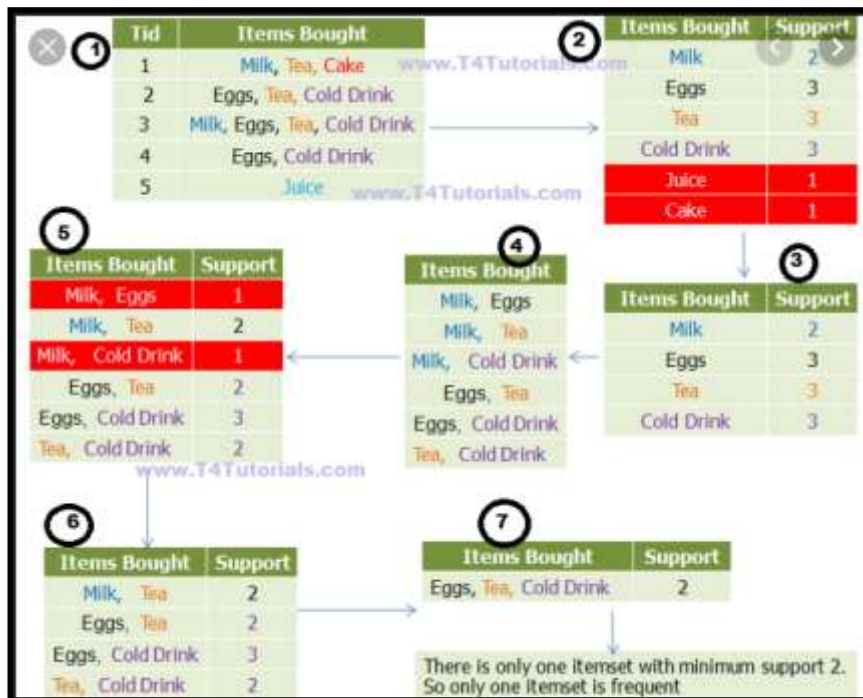 1
Tid Items Bought
1 Milk, Tea, Cake
2 Eggs, Tea, Cold Drink
3 Milk, Eggs, Tea, Cold Drink
4 Eggs, Cold Drink
5 Juice
www.T4Tutorials.com
www.T4Tutorials.com
2
Items Bought Support
Milk 2
Eggs 3
Tea 3
Cold Drink 3
Juice 1
Cake 1
3
Items Bought Support
Milk 2
Eggs 3
Tea 3
Cold Drink 3
4
Items Bought
Milk, Eggs
Milk, Tea
Milk, Cold Drink
Eggs, Tea
Eggs, Cold Drink
Tea, Cold Drink
5
Items Bought Support
Milk, Eggs 1
Milk, Tea 2
Milk, Cold Drink 1
Eggs, Tea 2
Eggs, Cold Drink 3
Tea, Cold Drink 2
www.T4Tutorials.com
6
Items Bought Support
Milk, Tea 2
Eggs, Tea 2
Eggs, Cold Drink 3
Tea, Cold Drink 2
7
Items Bought Support
Eggs, Tea, Cold Drink 2
There is only one itemset with minimum support 2.
So only one itemset is frequent